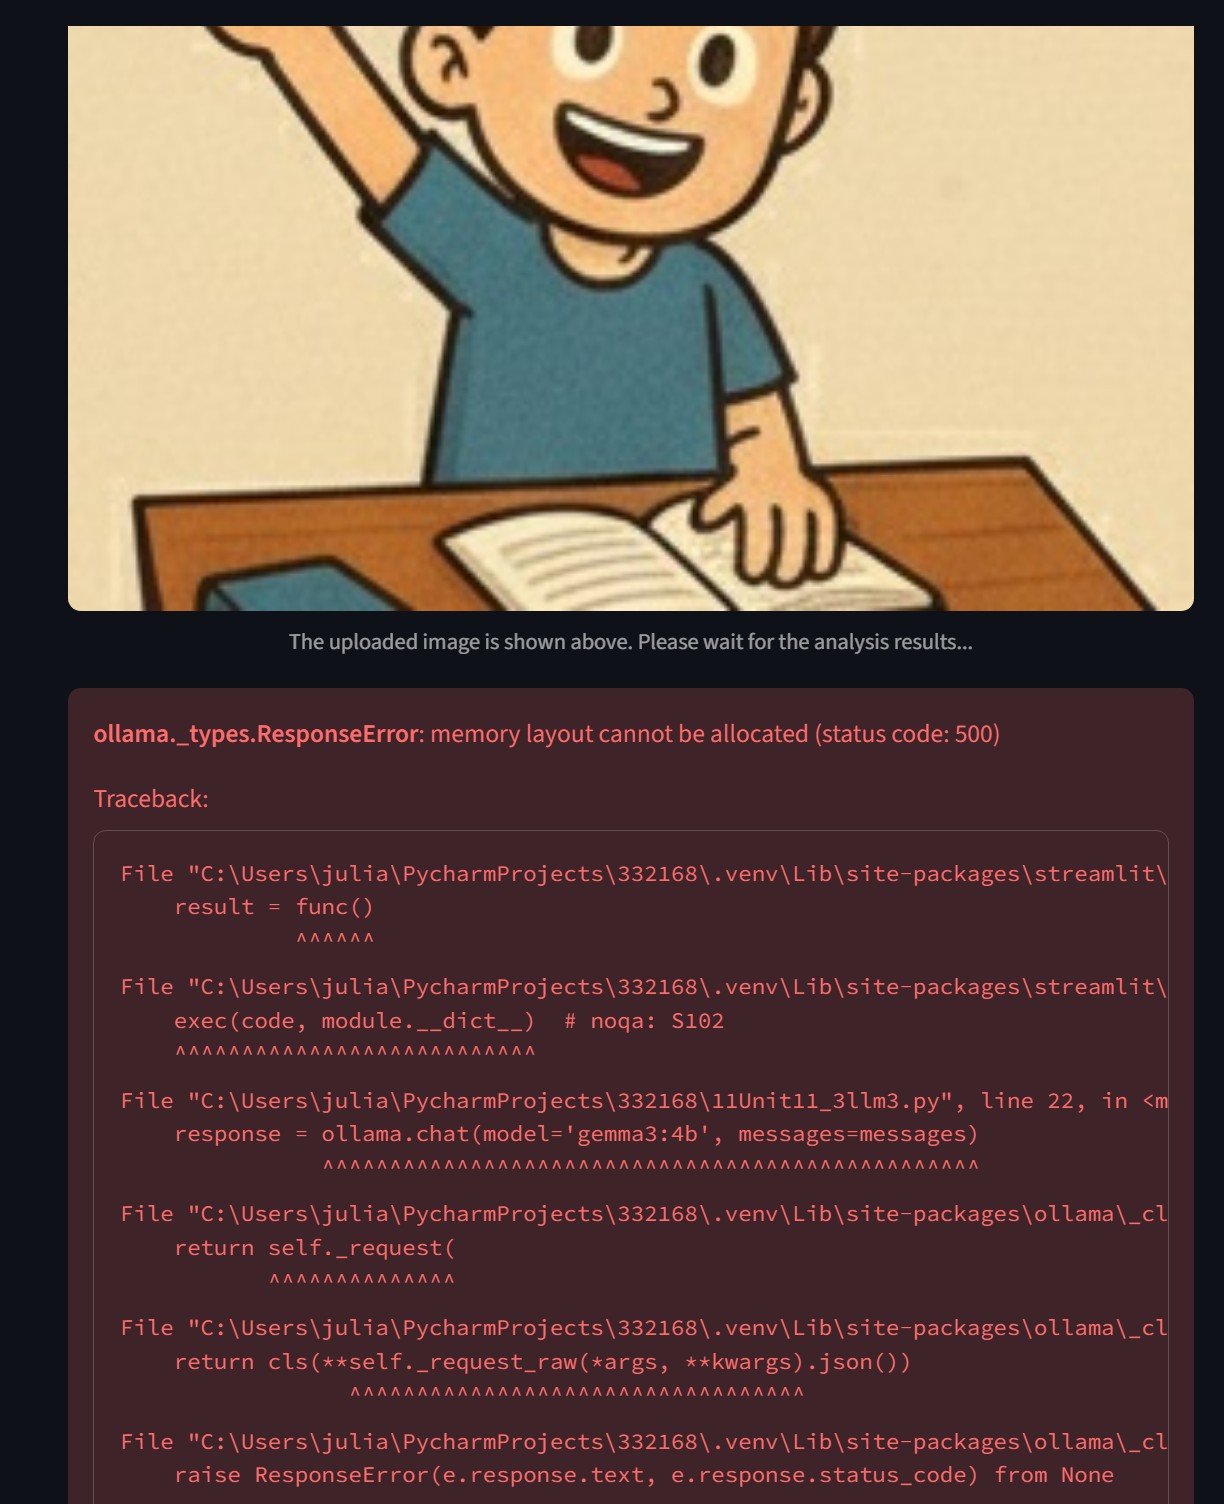 The uploaded image is shown above. Please wait for the analysis results...
ollama._types.ResponseError: memory layout cannot be allocated (status code: 500)
Traceback:
File "C:\Users\julia\PycharmProjects\332168\.venv\Lib\site-packages\streamlit\
result = func()
^^^^^^
File "C:\Users\julia\PycharmProjects\332168\.venv\Lib\site-packages\streamlit\
exec(code, module.__dict__)  # noqa: S102
^^^^^^^^^^^^^^^^^^^^^^^^^^^
File "C:\Users\julia\PycharmProjects\332168\11Unit11_3llm3.py", line 22, in <m
response = ollama.chat(model='gemma3:4b', messages=messages)
^^^^^^^^^^^^^^^^^^^^^^^^^^^^^^^^^^^^^^^^^^^^^^^^^
File "C:\Users\julia\PycharmProjects\332168\.venv\Lib\site-packages\ollama\_cl
return self._request(
^^^^^^^^^^^^^^
File "C:\Users\julia\PycharmProjects\332168\.venv\Lib\site-packages\ollama\_cl
return cls(**self._request_raw(*args, **kwargs).json())
^^^^^^^^^^^^^^^^^^^^^^^^^^^^^^^^^^
File "C:\Users\julia\PycharmProjects\332168\.venv\Lib\site-packages\ollama\_cl
raise ResponseError(e.response.text, e.response.status_code) from None